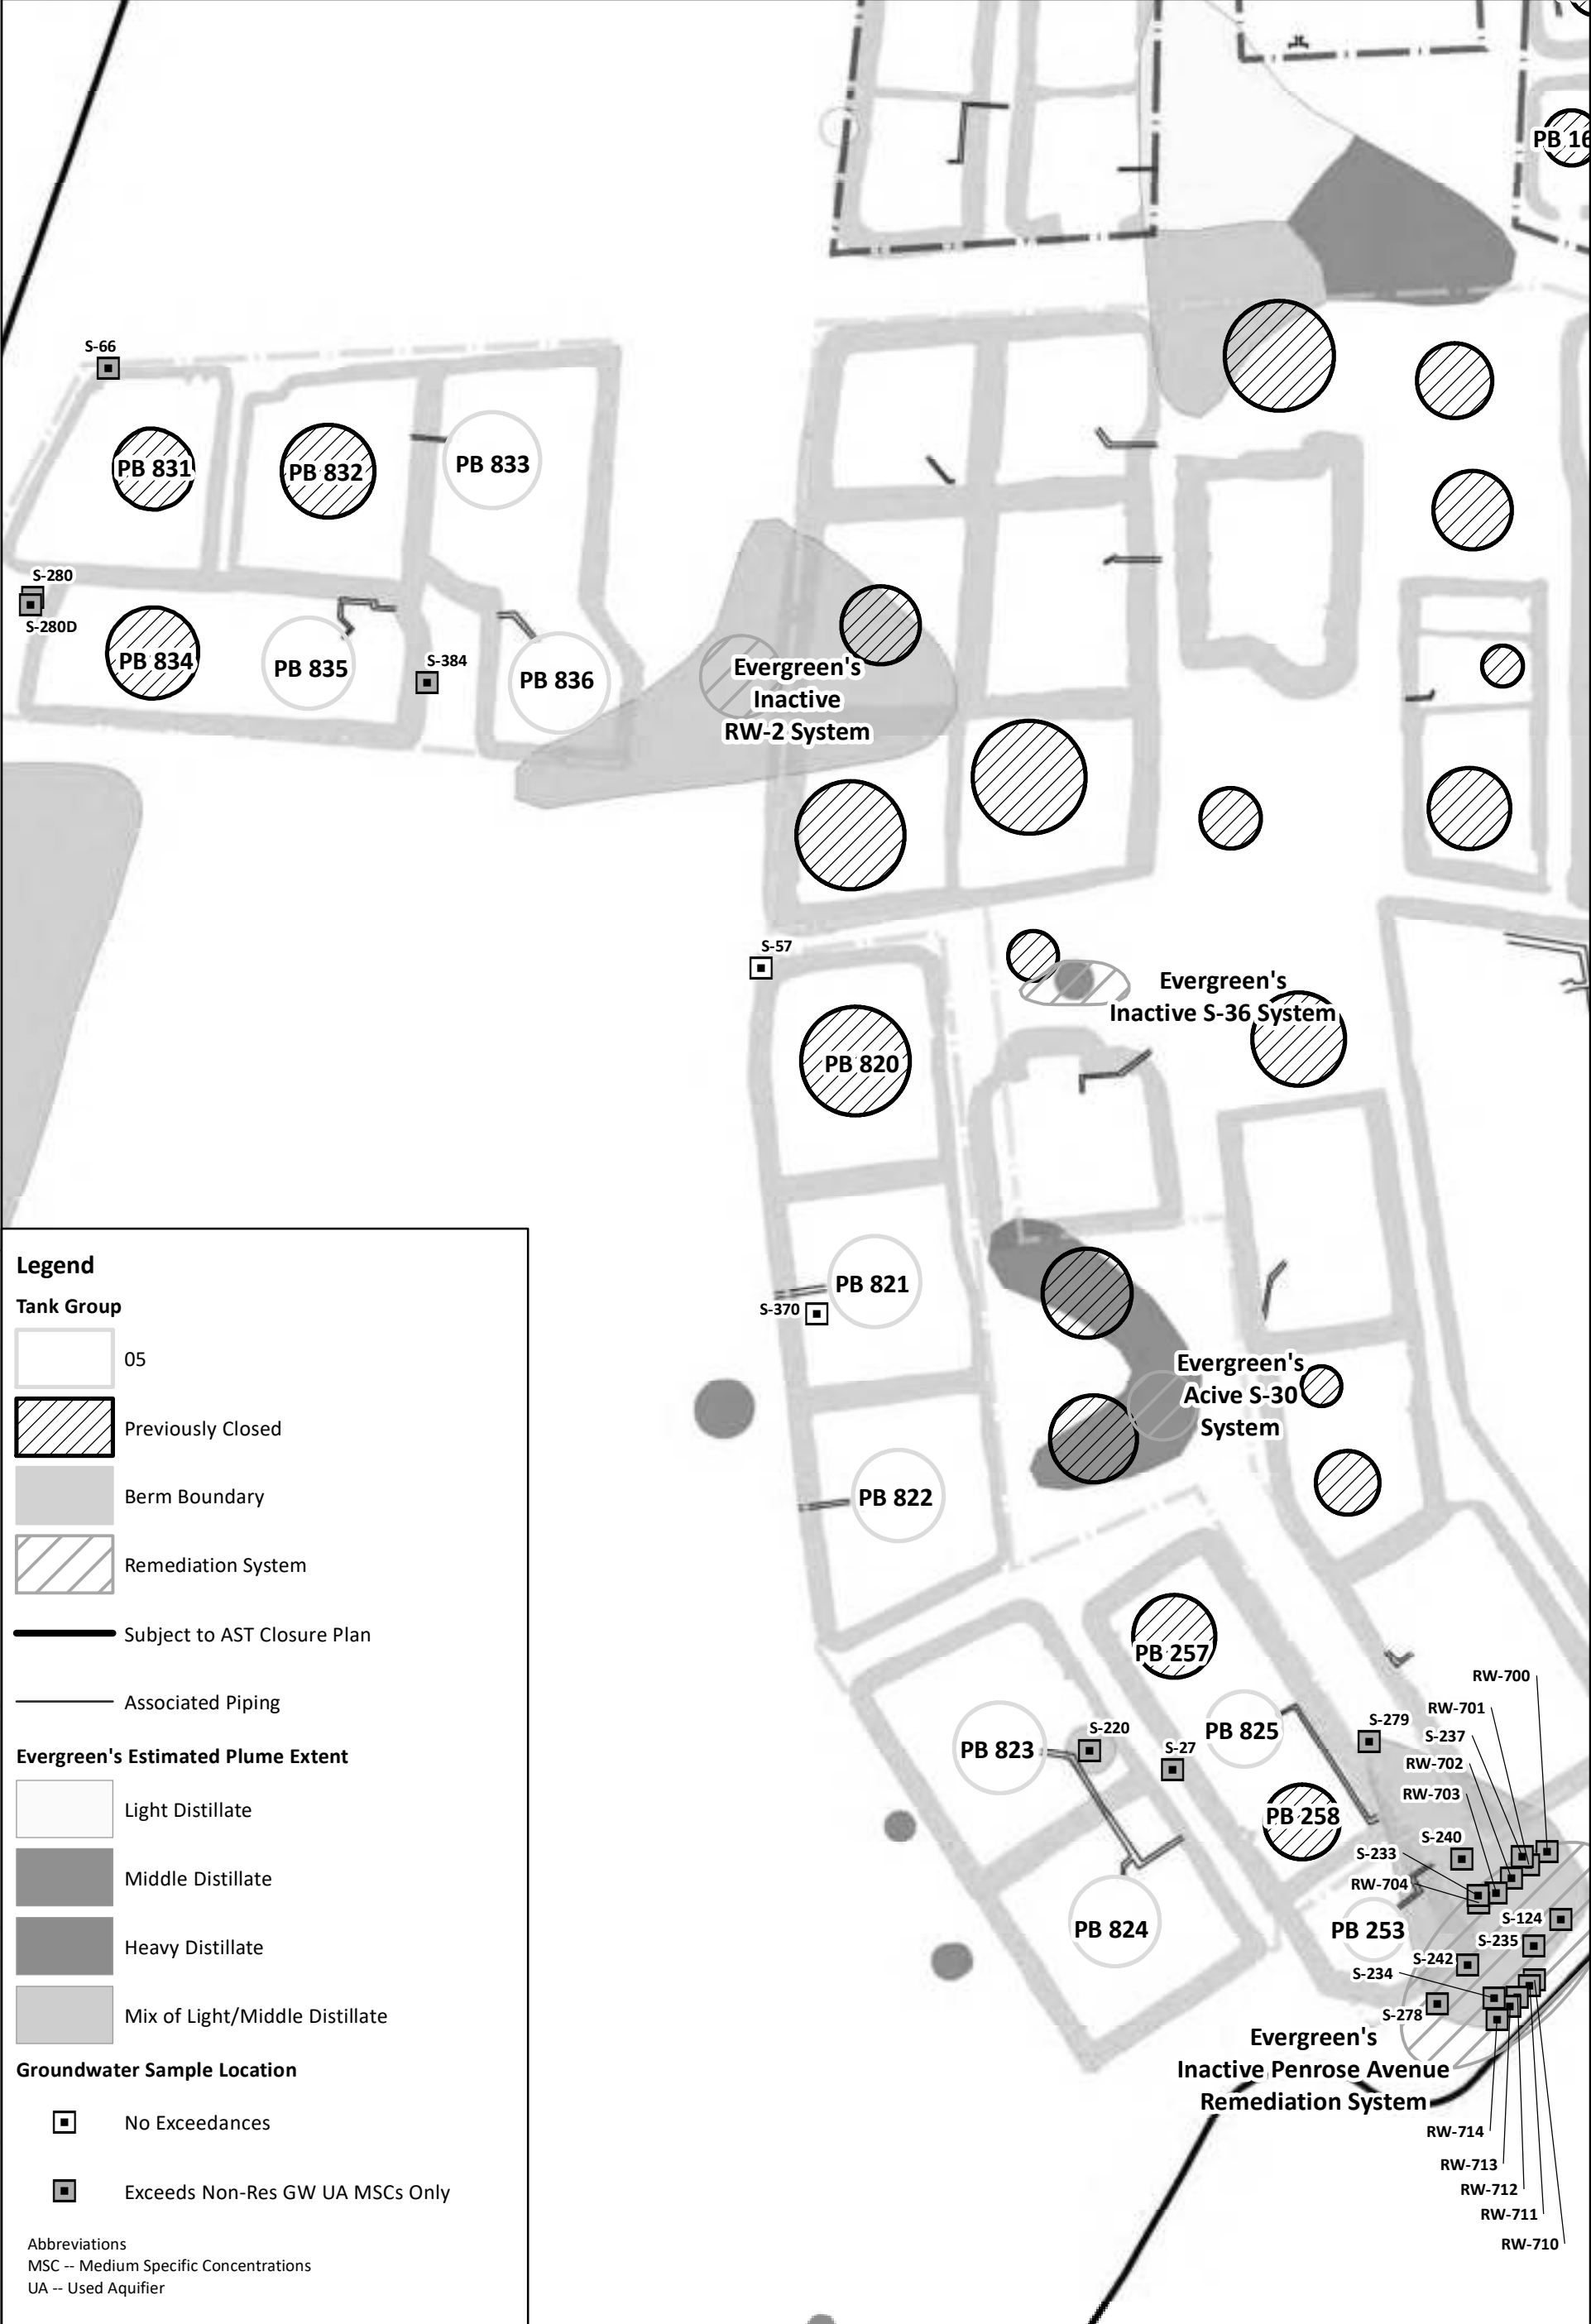 PB 16
S-66
PB 831
PB 832
PB 833
S-280
S-280D
PB 834
PB 835
S-384
PB 836
Evergreen's
Inactive
RW-2 System
S-57
Evergreen's
Inactive S-36 System
PB 820
PB 821
S-370
Evergreen's
Acive S-30
System
PB 822
PB 257
PB 823
S-220
S-27
PB 825
S-279
RW-700
RW-701
S-237
RW-702
RW-703
PB 258
S-240
S-233
RW-704
S-124
PB 824
PB 253
S-235
S-242
S-234
S-278
Evergreen's
Inactive Penrose Avenue
Remediation System
RW-714
RW-713
RW-712
RW-711
RW-710
Legend
Tank Group
05
Previously Closed
Berm Boundary
Remediation System
Subject to AST Closure Plan
Associated Piping
Evergreen's Estimated Plume Extent
Light Distillate
Middle Distillate
Heavy Distillate
Mix of Light/Middle Distillate
Groundwater Sample Location
No Exceedances
Exceeds Non-Res GW UA MSCs Only
Abbreviations
MSC -- Medium Specific Concentrations
UA -- Used Aquifier